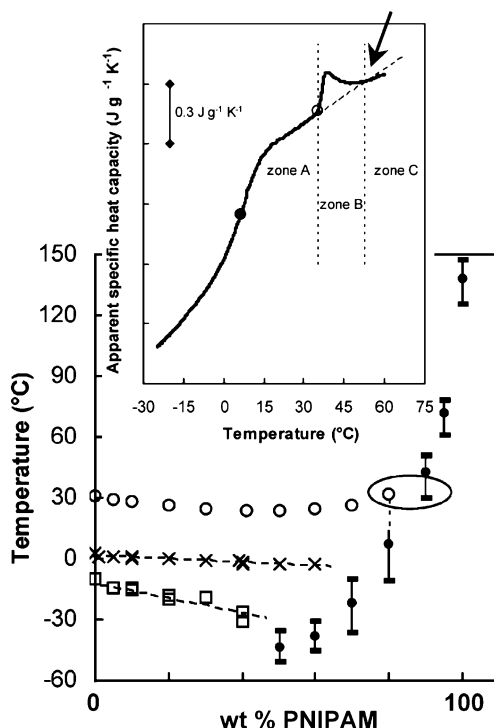 Apparent specific heat capacity (J g⁻¹ K⁻¹)
0.3 J g⁻¹ K⁻¹
zone A
zone B
zone C
-30 -15 0 15 30 45 60 75
Temperature (°C)
Temperature (°C)
150
120
90
60
30
0
-30
-60
0 100
wt % PNIPAM